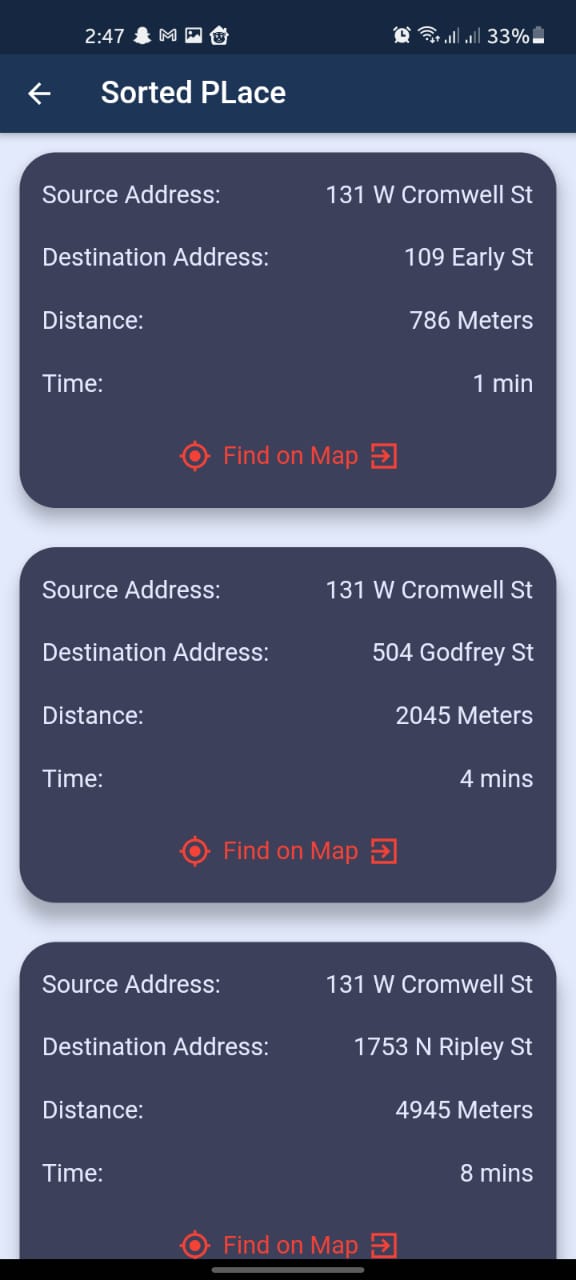 2:47 33%
Sorted PLace
Source Address: 131 W Cromwell St
Destination Address: 109 Early St
Distance: 786 Meters
Time: 1 min
Find on Map
Source Address: 131 W Cromwell St
Destination Address: 504 Godfrey St
Distance: 2045 Meters
Time: 4 mins
Find on Map
Source Address: 131 W Cromwell St
Destination Address: 1753 N Ripley St
Distance: 4945 Meters
Time: 8 mins
Find on Map